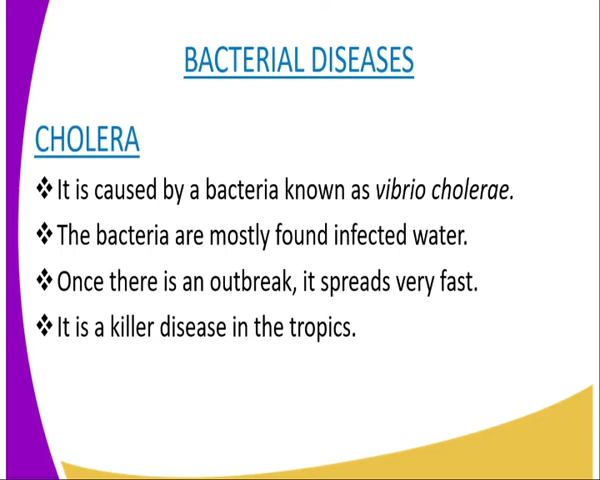 BACTERIAL DISEASES
CHOLERA
❖It is caused by a bacteria known as vibrio cholerae.
❖The bacteria are mostly found infected water.
❖Once there is an outbreak, it spreads very fast.
❖It is a killer disease in the tropics.